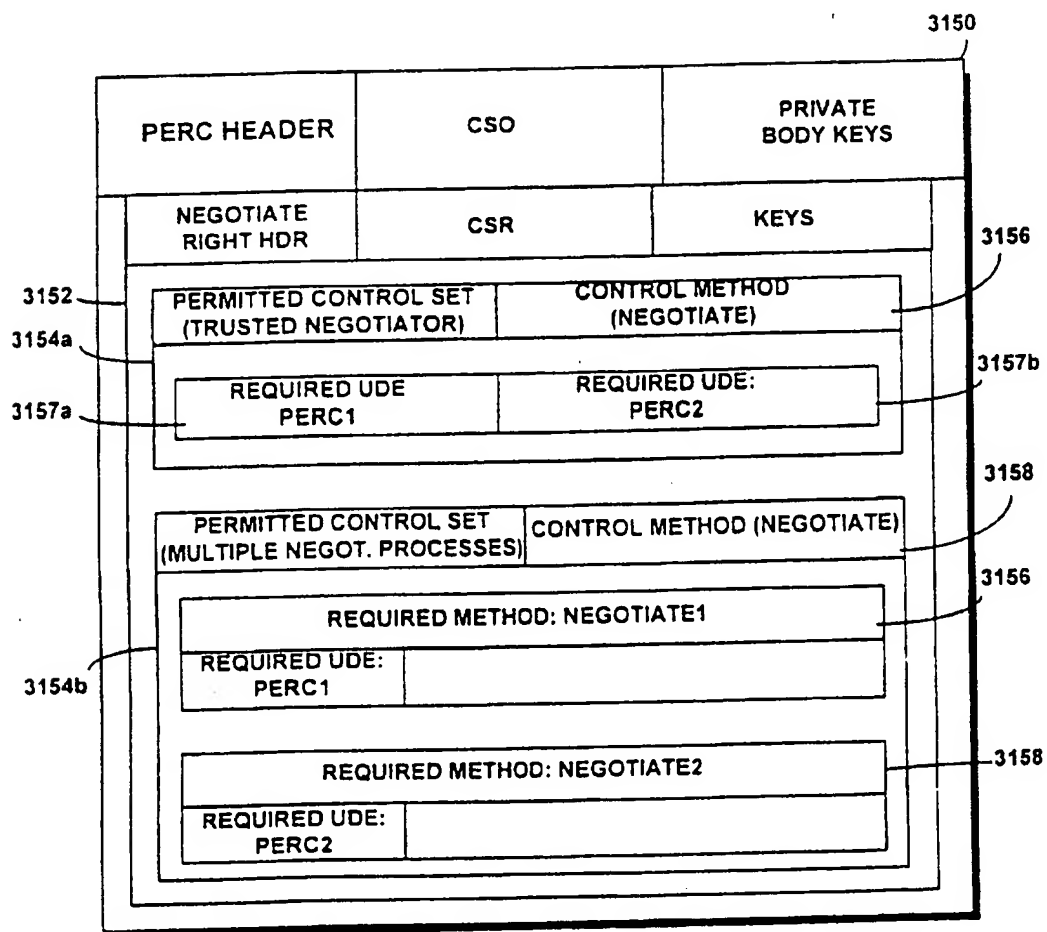 3150
PERC HEADER
CSO
PRIVATE
BODY KEYS
NEGOTIATE
RIGHT HDR
CSR
KEYS
3156
3152
PERMITTED CONTROL SET
(TRUSTED NEGOTIATOR)
CONTROL METHOD
(NEGOTIATE)
3154a
3157b
REQUIRED UDE
PERC1
REQUIRED UDE:
PERC2
3157a
3158
PERMITTED CONTROL SET
(MULTIPLE NEGOT. PROCESSES)
CONTROL METHOD (NEGOTIATE)
3156
REQUIRED METHOD: NEGOTIATE1
REQUIRED UDE:
PERC1
3154b
REQUIRED METHOD: NEGOTIATE2
3158
REQUIRED UDE:
PERC2